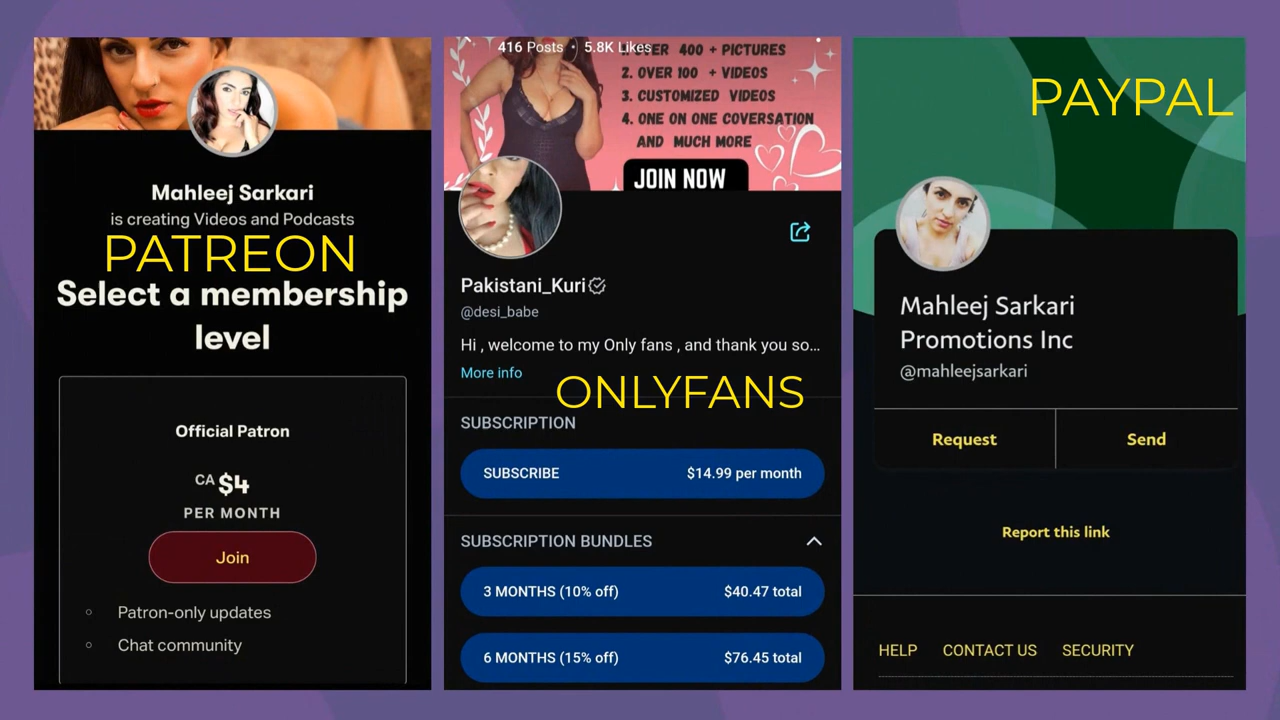 Mahleej Sarkari
is creating Videos and Podcasts
PATREON
Select a membership
level
Official Patron
CA $4
PER MONTH
Join
Patron-only updates
Chat community
416 Posts • 5.8K Likes
1. OVER 400 + PICTURES
2. OVER 100 + VIDEOS
3. CUSTOMIZED VIDEOS
4. ONE ON ONE COVERSATION
AND MUCH MORE
JOIN NOW
Pakistani_Kuri
@desi_babe
Hi , welcome to my Only fans , and thank you so...
More info
ONLYFANS
SUBSCRIPTION
SUBSCRIBE $14.99 per month
SUBSCRIPTION BUNDLES
3 MONTHS (10% off) $40.47 total
6 MONTHS (15% off) $76.45 total
PAYPAL
Mahleej Sarkari
Promotions Inc
@mahleejsarkari
Request Send
Report this link
HELP CONTACT US SECURITY